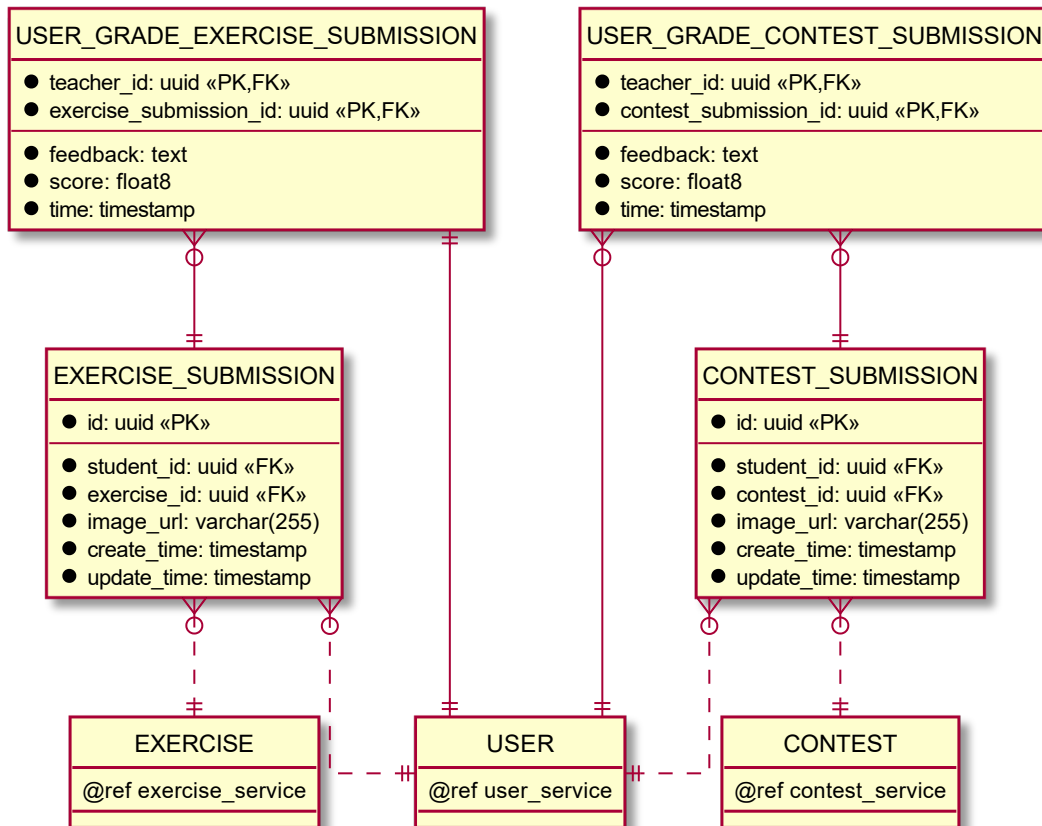 USER_GRADE_EXERCISE_SUBMISSION
teacher_id: uuid «PK,FK»
exercise_submission_id: uuid «PK,FK»
feedback: text
score: float8
time: timestamp
USER_GRADE_CONTEST_SUBMISSION
teacher_id: uuid «PK,FK»
contest_submission_id: uuid «PK,FK»
feedback: text
score: float8
time: timestamp
EXERCISE_SUBMISSION
id: uuid «PK»
student_id: uuid «FK»
exercise_id: uuid «FK»
image_url: varchar(255)
create_time: timestamp
update_time: timestamp
CONTEST_SUBMISSION
id: uuid «PK»
student_id: uuid «FK»
contest_id: uuid «FK»
image_url: varchar(255)
create_time: timestamp
update_time: timestamp
EXERCISE
@ref exercise_service
USER
@ref user_service
CONTEST
@ref contest_service